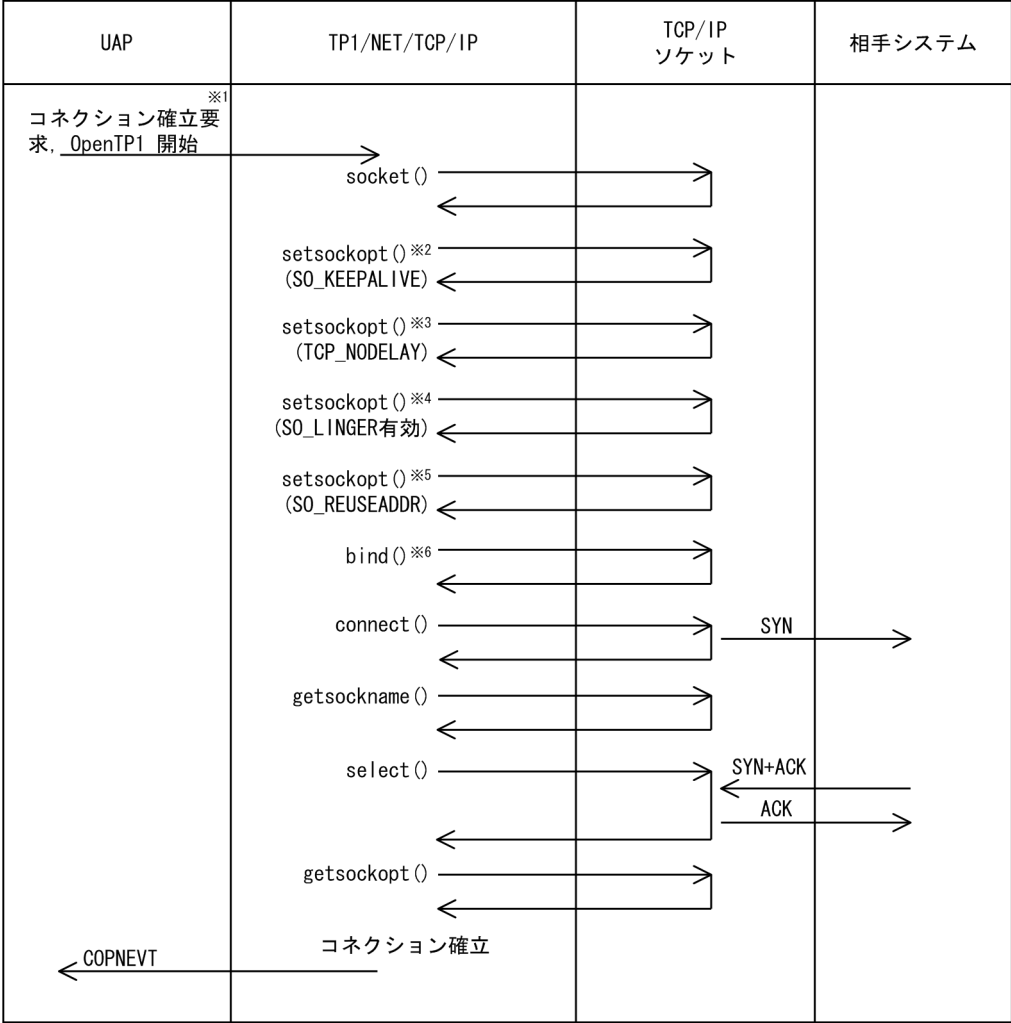 UAP
TP1/NET/TCP/IP
TCP/IP
ソケット
相手システム
※1
コネクション確立要
求, OpenTP1 開始
socket()
setsockopt()※2
(SO_KEEPALIVE)
setsockopt()※3
(TCP_NODELAY)
setsockopt()※4
(SO_LINGER有効)
setsockopt()※5
(SO_REUSEADDR)
bind()※6
connect()
SYN
getsockname()
select()
SYN+ACK
ACK
getsockopt()
コネクション確立
COPNEVT